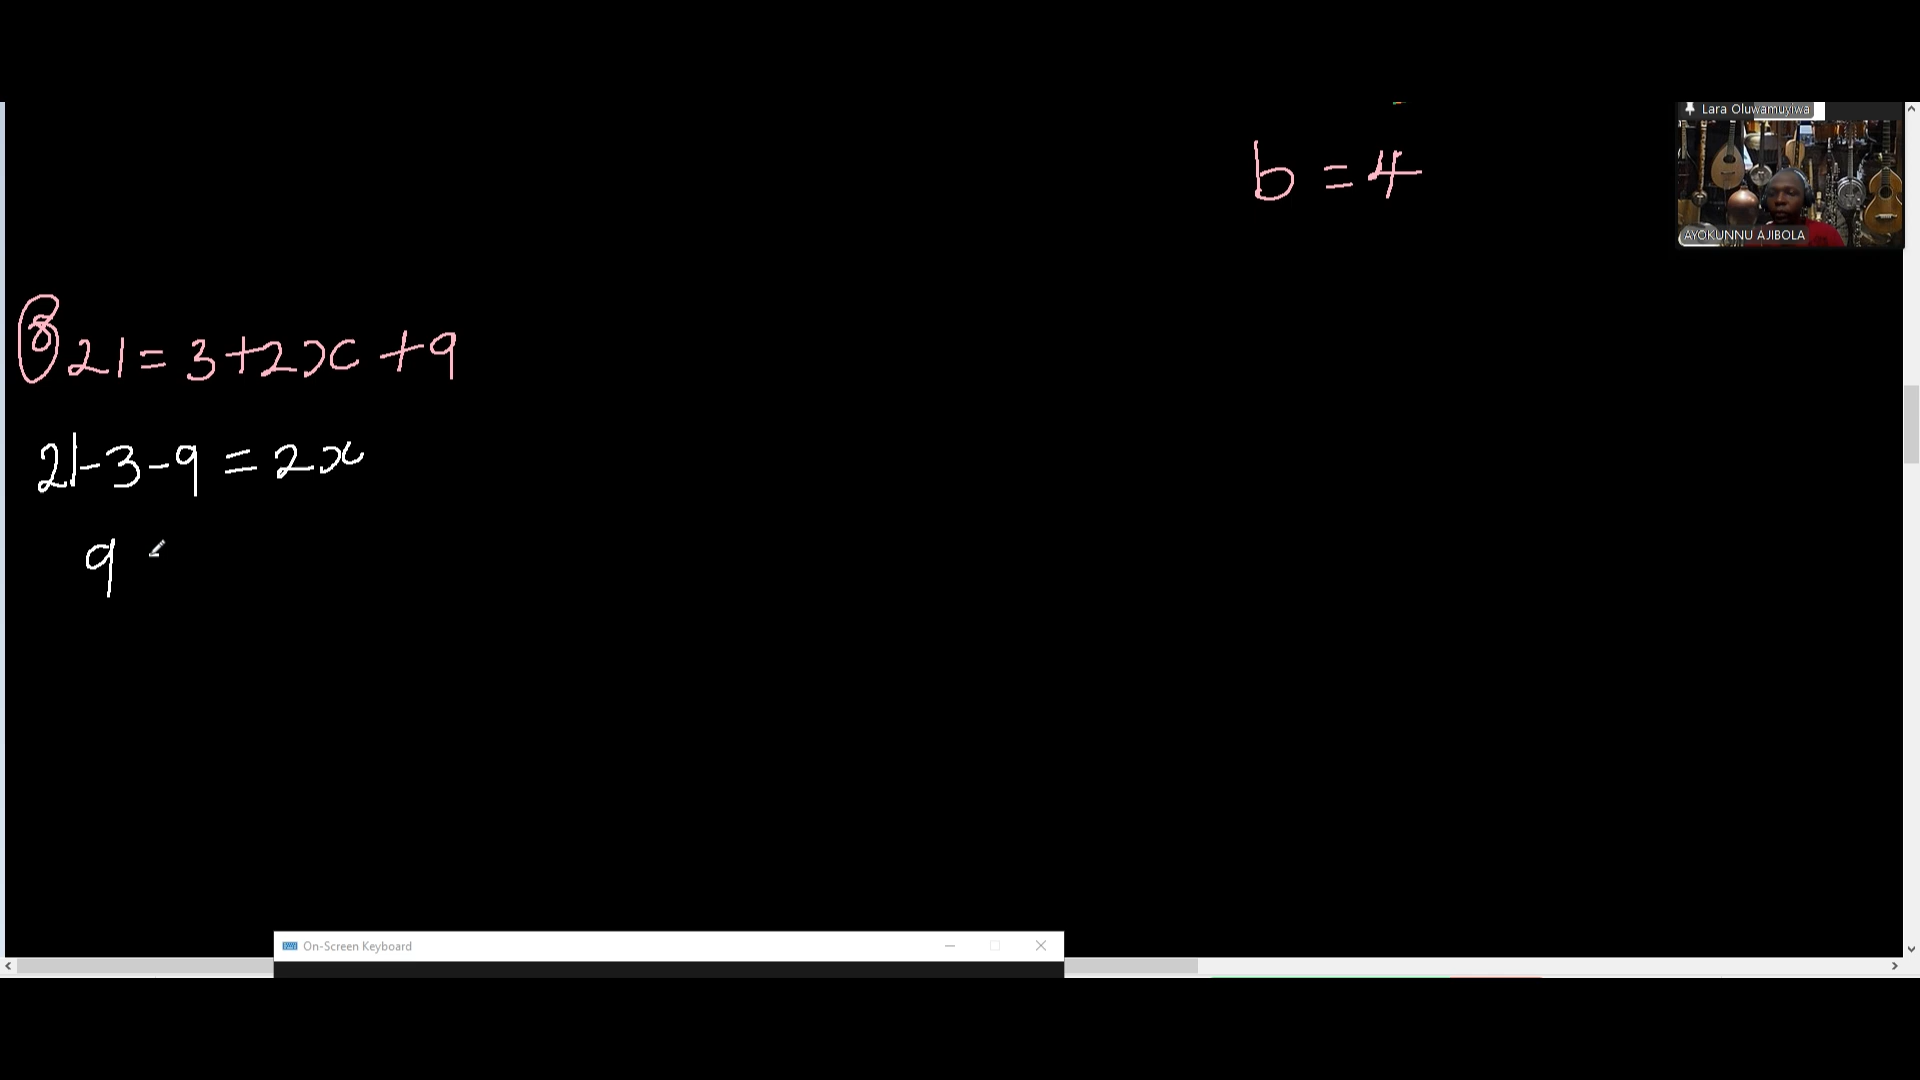 Lara Oluwamuyiwa
b = 4
AYOKUNNU AJIBOLA
8 21 = 3 + 2x + 9
21 - 3 - 9 = 2x
9
On-Screen Keyboard